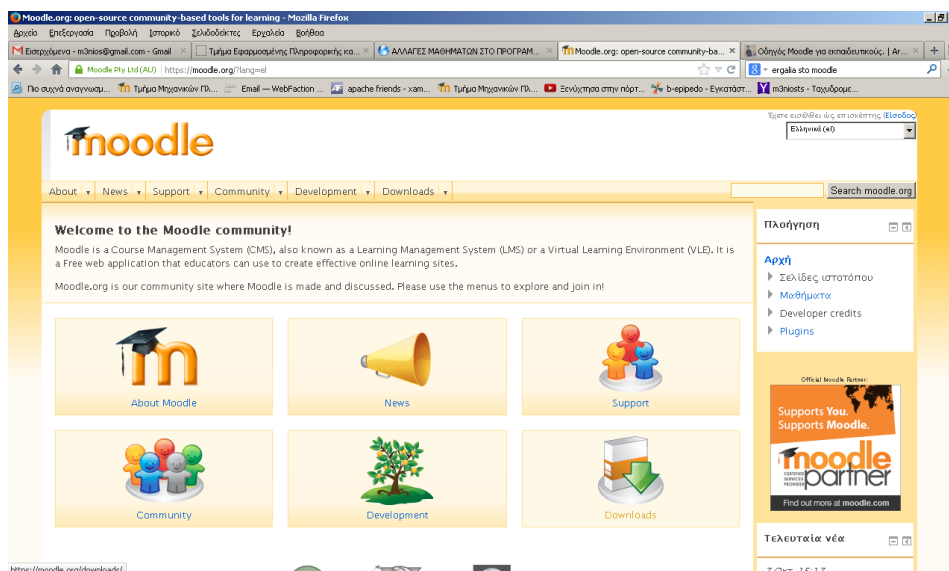 Moodle.org: open-source community-based tools for learning - Mozilla Firefox
Αρχείο Επεξεργασία Προβολή Ιστορικό Σελιδοδείκτες Εργαλεία Βοήθεια
Εισερχόμενα - m3nios@gmail.com - Gmail
Τμήμα Εφαρμοσμένης Πληροφορικής κα...
ΑΛΛΑΓΕΣ ΜΑΘΗΜΑΤΩΝ ΣΤΟ ΠΡΟΓΡΑΜ...
Moodle.org: open-source community-ba...
Οδηγός Moodle για εκπαιδευτικούς. | Ar...
Moodle Pty Ltd (AU) https://moodle.org/?lang=el
ergalia sto moodle
Πιο συχνά αναγνωσμ... Τμήμα Μηχανικών Πλ... Email — WebFaction ... apache friends - xam... Τμήμα Μηχανικών Πλ... Ξενύχτησα στην πόρτ... b-epipedo - Εγκατάστ... m3niosts - Ταχυδρομε...
Έχετε εισέλθει ώς επισκέπτης (Είσοδος)
Ελληνικά (el)
moodle
About News Support Community Development Downloads
Search moodle.org
Welcome to the Moodle community!
Moodle is a Course Management System (CMS), also known as a Learning Management System (LMS) or a Virtual Learning Environment (VLE). It is
a Free web application that educators can use to create effective online learning sites.
Moodle.org is our community site where Moodle is made and discussed. Please use the menus to explore and join in!
About Moodle
News
Support
Community
Development
Downloads
Πλοήγηση
Αρχή
Σελίδες ιστοτόπου
Μαθήματα
Developer credits
Plugins
Official Moodle Partner:
Supports You.
Supports Moodle.
moodle
CERTIFIED
SERVICES
PROVIDER
partner
Find out more at moodle.com
Τελευταία νέα
7 Οκτ, 15:17
https://moodle.org/downloads/